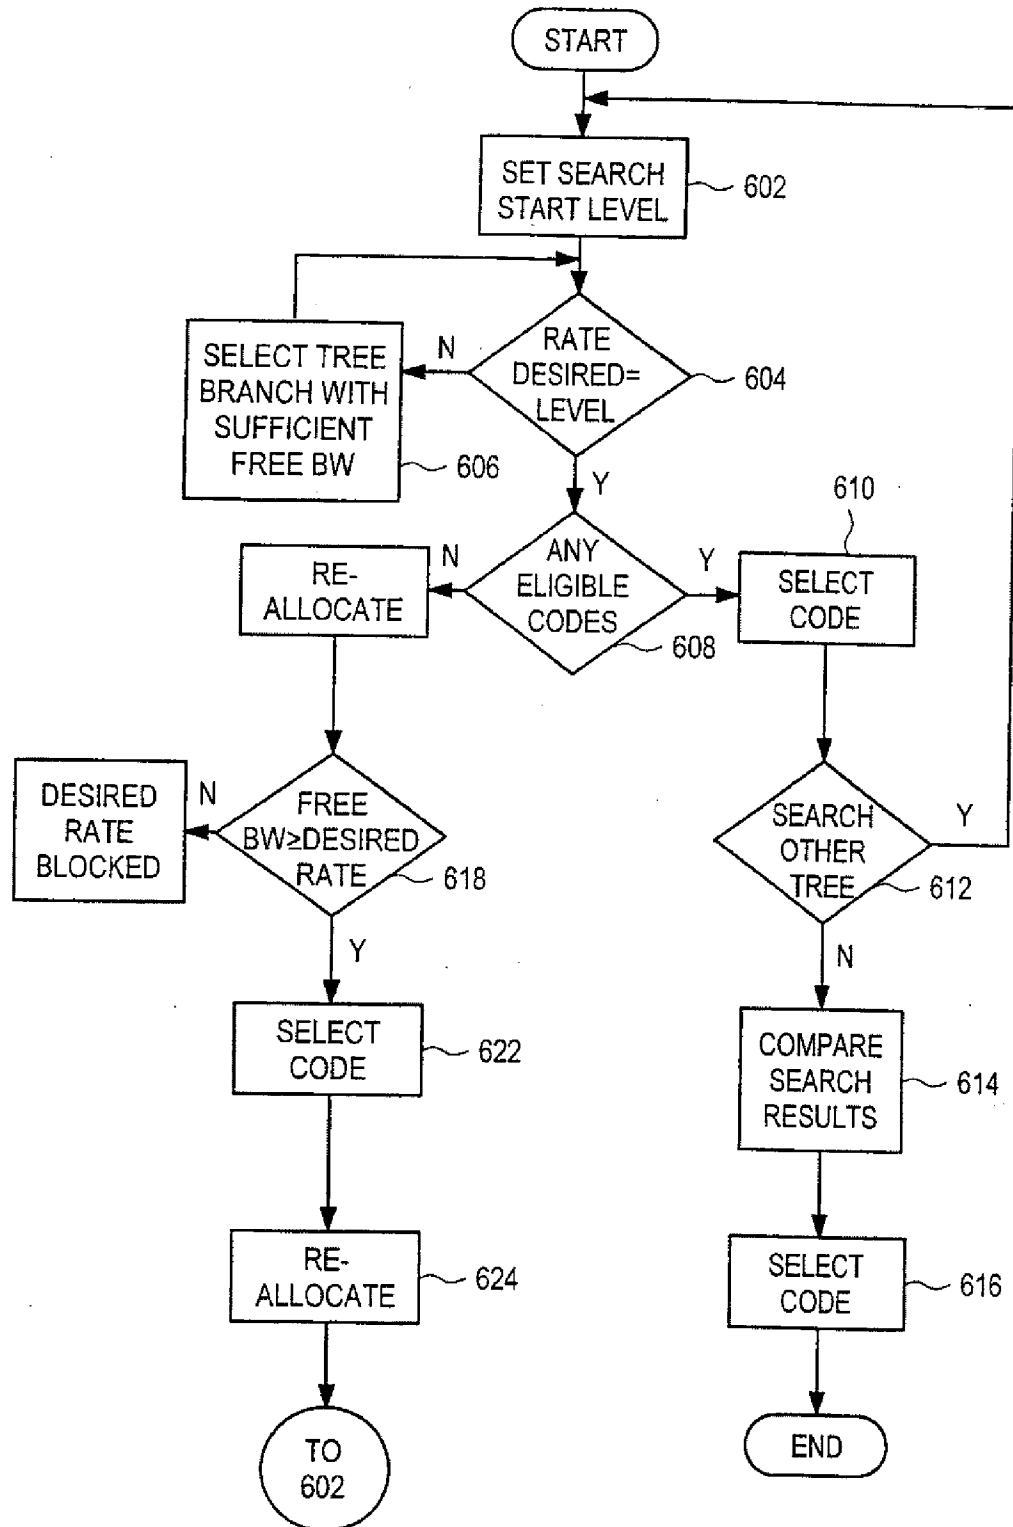 START
SET SEARCH
START LEVEL
602
RATE
DESIRED=
LEVEL
604
N
SELECT TREE
BRANCH WITH
SUFFICIENT
FREE BW
606
Y
ANY
ELIGIBLE
CODES
608
N
RE-
ALLOCATE
Y
610
SELECT
CODE
FREE
BW≥DESIRED
RATE
618
N
DESIRED
RATE
BLOCKED
SEARCH
OTHER
TREE
612
Y
Y
N
SELECT
CODE
622
COMPARE
SEARCH
RESULTS
614
RE-
ALLOCATE
624
SELECT
CODE
616
TO
602
END